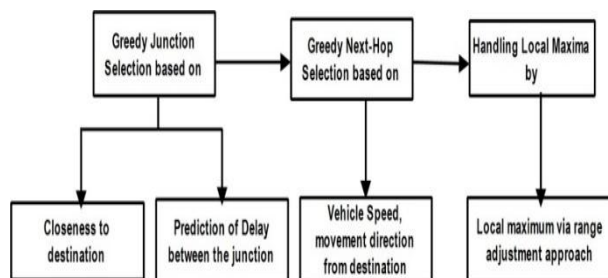 Greedy Junction
Selection based on
Greedy Next-Hop
Selection based on
Handling Local Maxima
by
Closeness to
destination
Prediction of Delay
between the junction
Vehicle Speed,
movement direction
from destination
Local maximum via range
adjustment approach